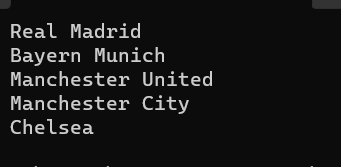 Real Madrid
Bayern Munich
Manchester United
Manchester City
Chelsea